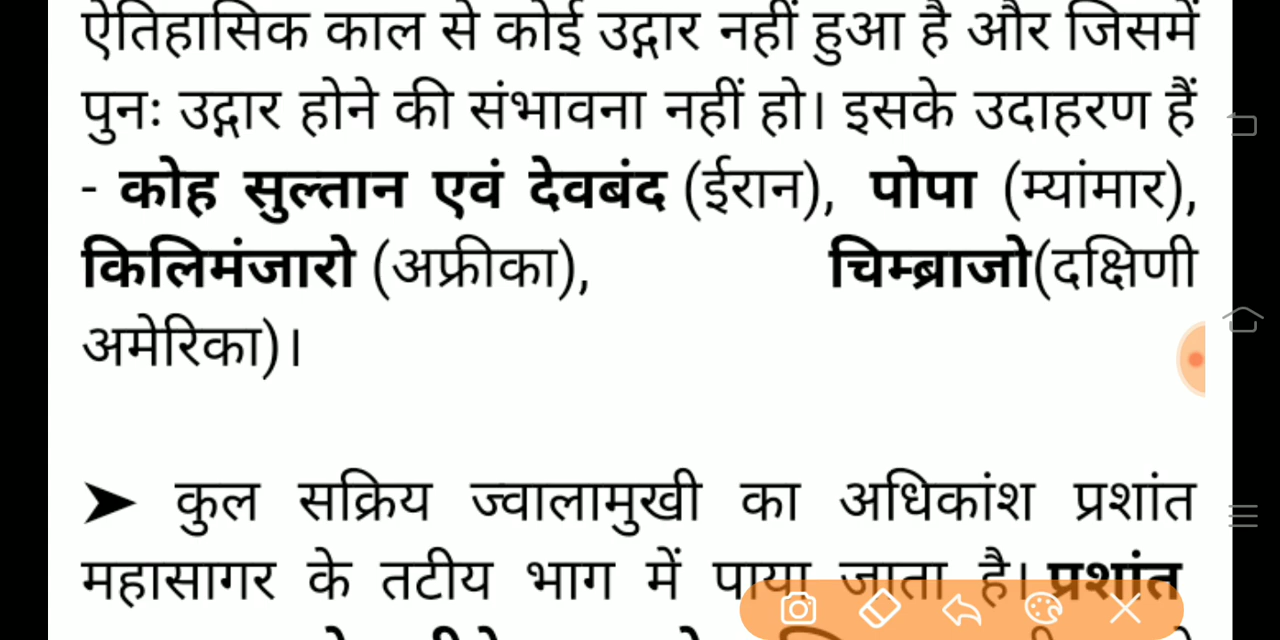 ऐतिहासिक काल से कोई उद्गार नहीं हुआ है और जिसमें
पुनः उद्गार होने की संभावना नहीं हो। इसके उदाहरण हैं
- कोह सुल्तान एवं देवबंद (ईरान), पोपा (म्यांमार),
किलिमंजारो (अफ्रीका), चिम्ब्राजो(दक्षिणी
अमेरिका)।
➤ कुल सक्रिय ज्वालामुखी का अधिकांश प्रशांत
महासागर के तटीय भाग में पाया जाता है। प्रशांत